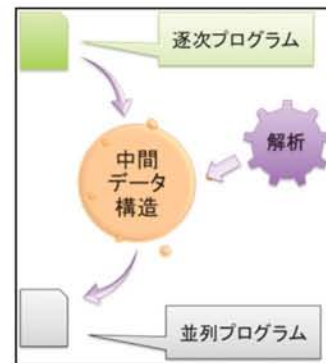 逐次プログラム
中間
データ
構造
解析
並列プログラム